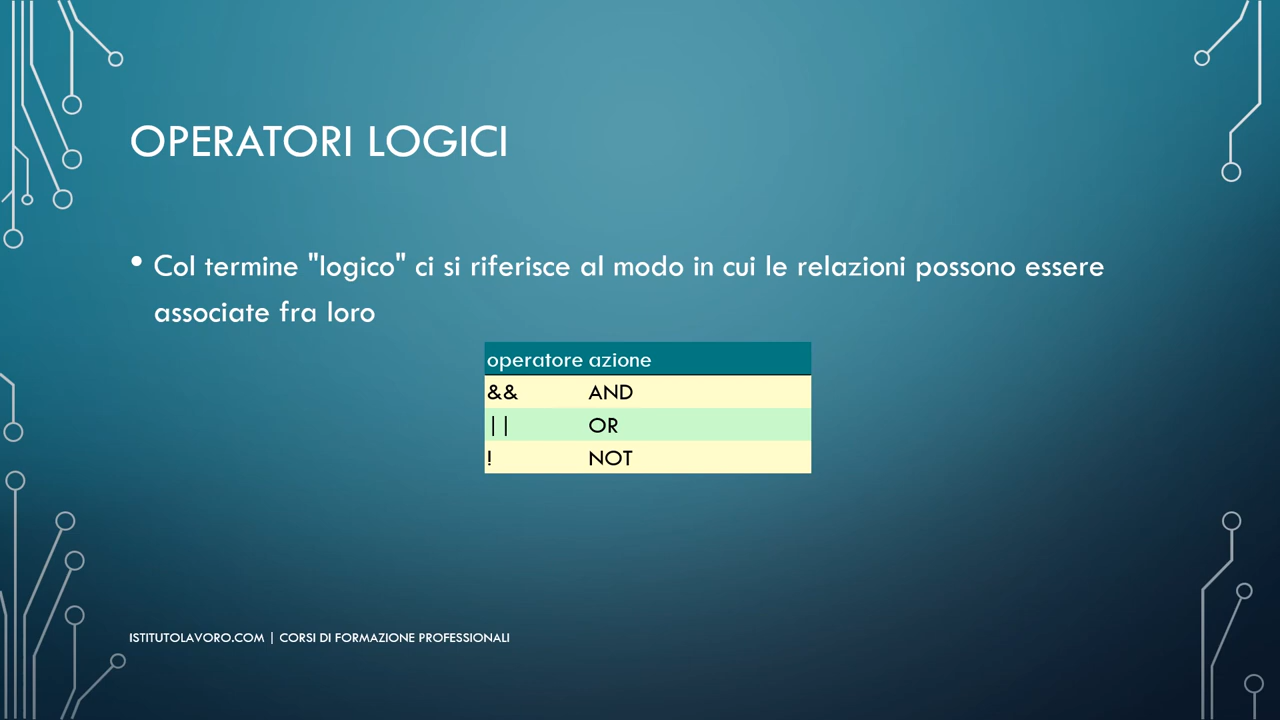 OPERATORI LOGICI
• Col termine "logico" ci si riferisce al modo in cui le relazioni possono essere
associate fra loro
operatore azione
&& AND
|| OR
! NOT
ISTITUTOLAVORO.COM | CORSI DI FORMAZIONE PROFESSIONALI